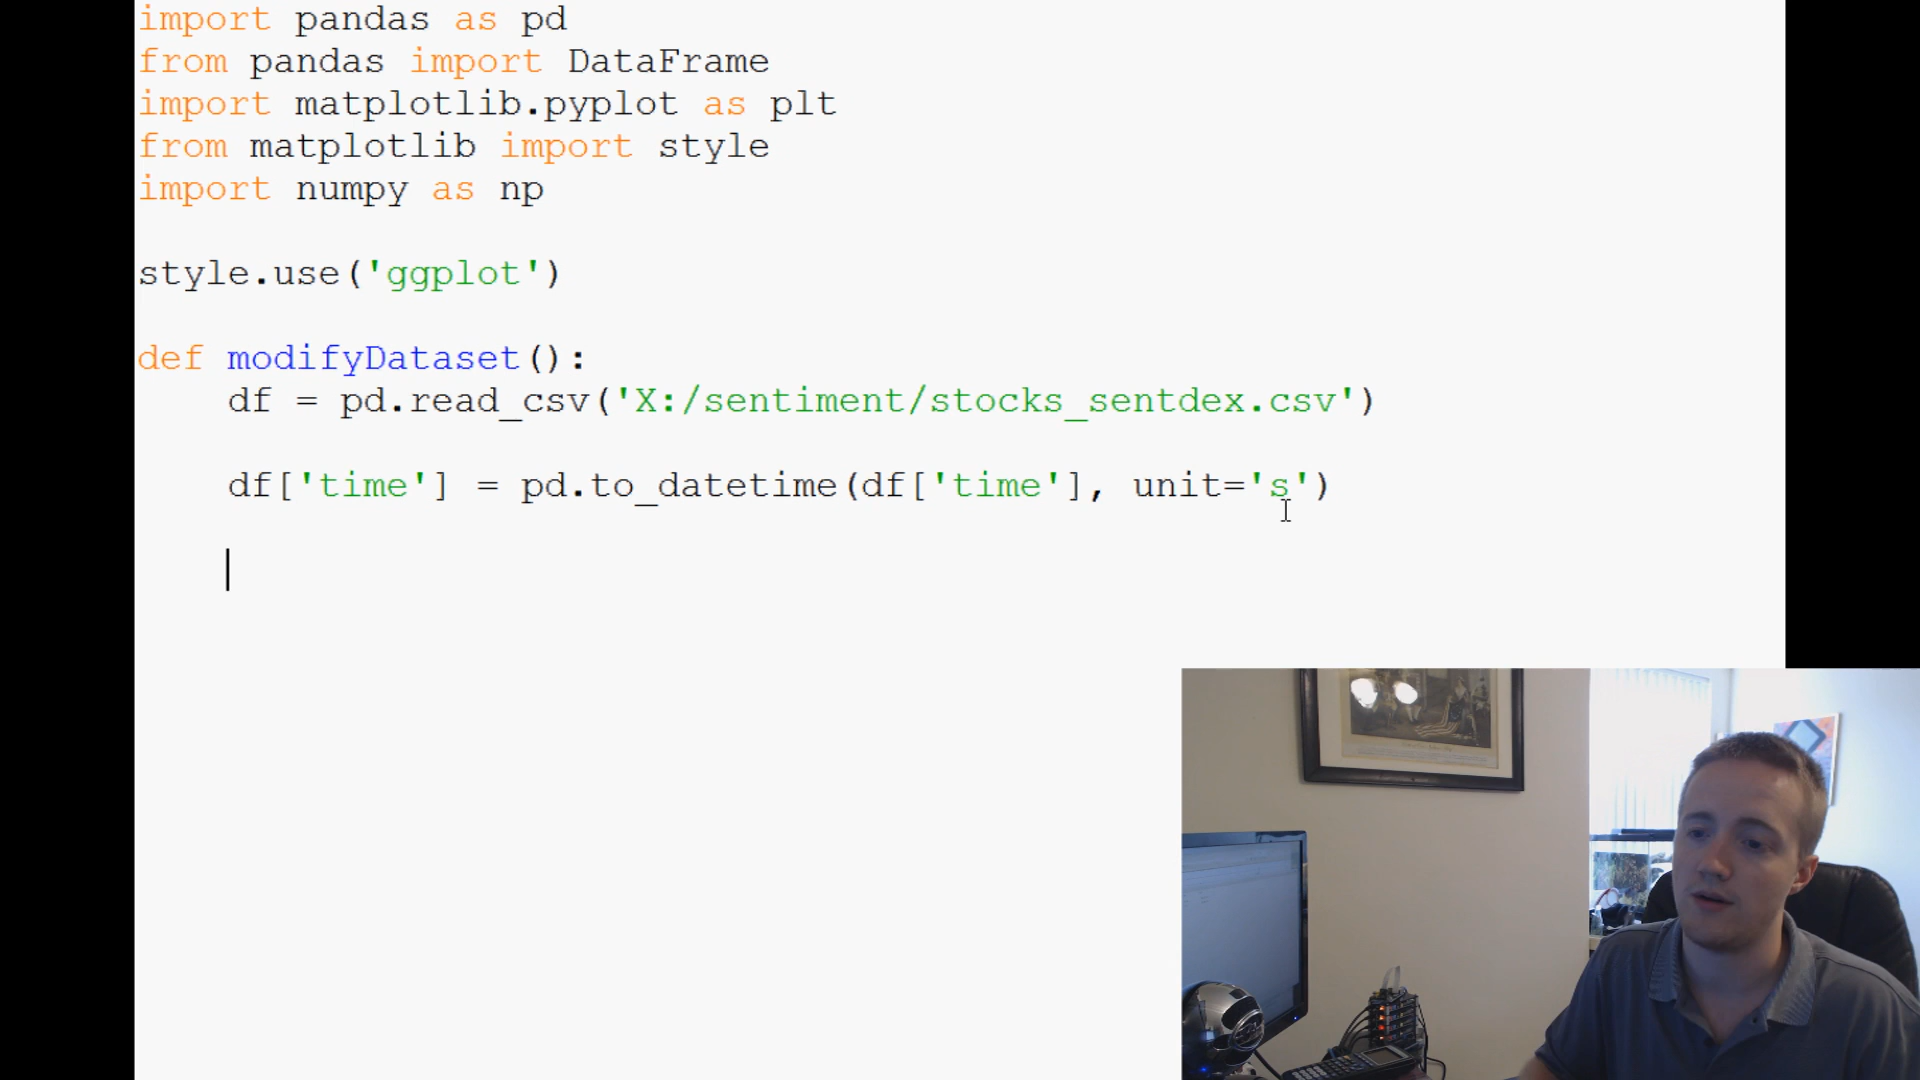 import pandas as pd
from pandas import DataFrame
import matplotlib.pyplot as plt
from matplotlib import style
import numpy as np
style.use('ggplot')
def modifyDataset():
df = pd.read_csv('X:/sentiment/stocks_sentdex.csv')
df['time'] = pd.to_datetime(df['time'], unit='s')